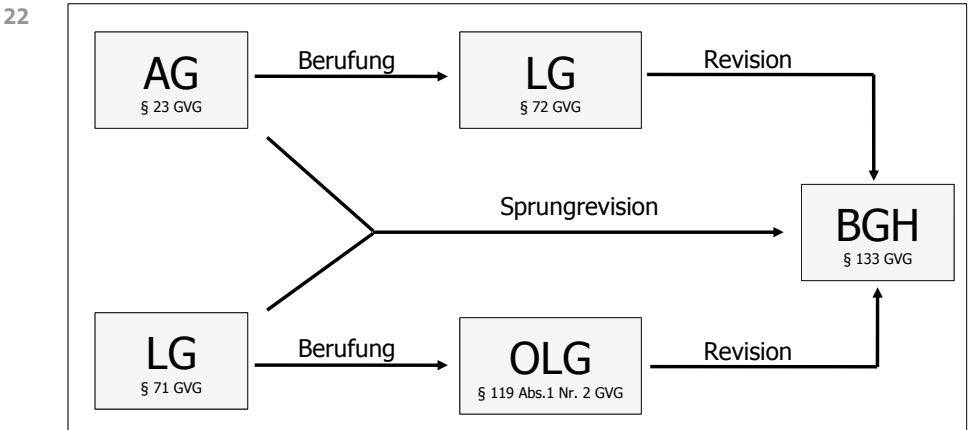 22
AG
§ 23 GVG
Berufung
LG
§ 72 GVG
Revision
Sprungrevision
BGH
§ 133 GVG
LG
§ 71 GVG
Berufung
OLG
§ 119 Abs.1 Nr. 2 GVG
Revision